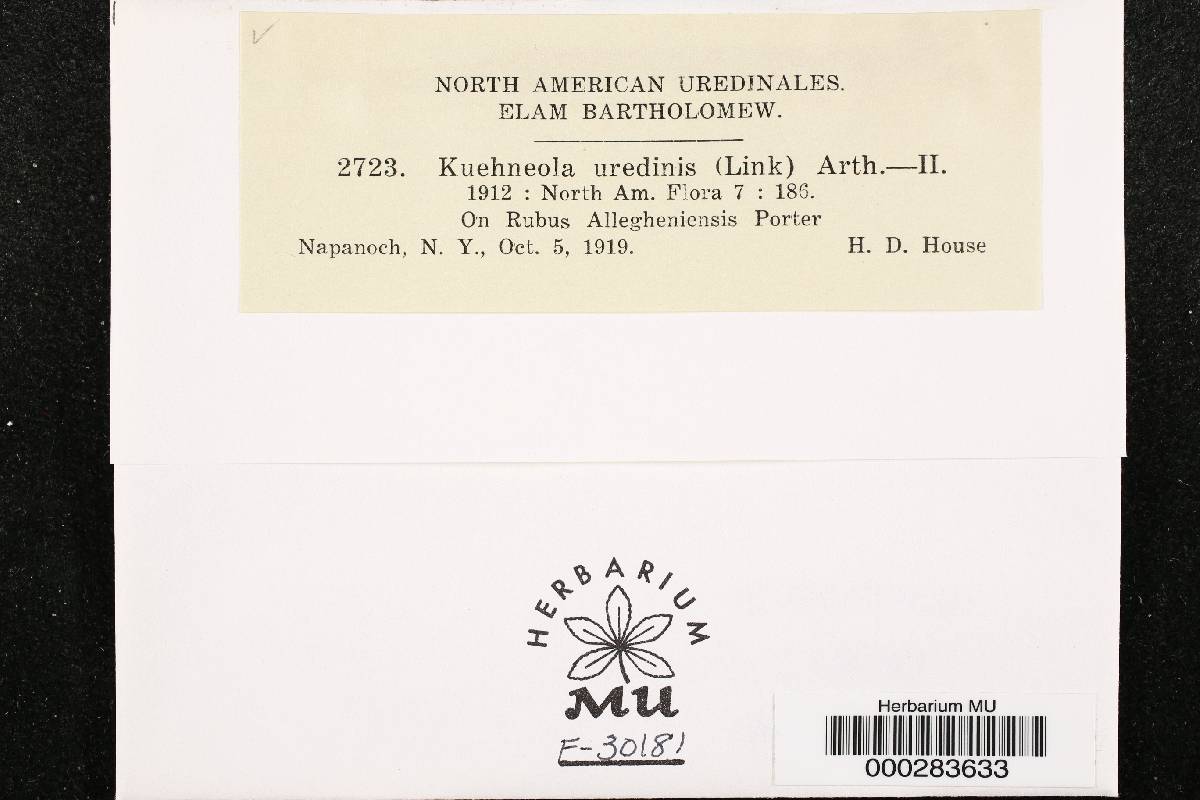 NORTH AMERICAN UREDINALES.
ELAM BARTHOLOMEW.
2723. Kuehneola uredinis (Link) Arth.—II.
1912 : North Am. Flora 7 : 186.
On Rubus Allegheniensis Porter
Napanoch, N. Y., Oct. 5, 1919. H. D. House
HERBARIUM
MU
F-30181
Herbarium MU
000283633